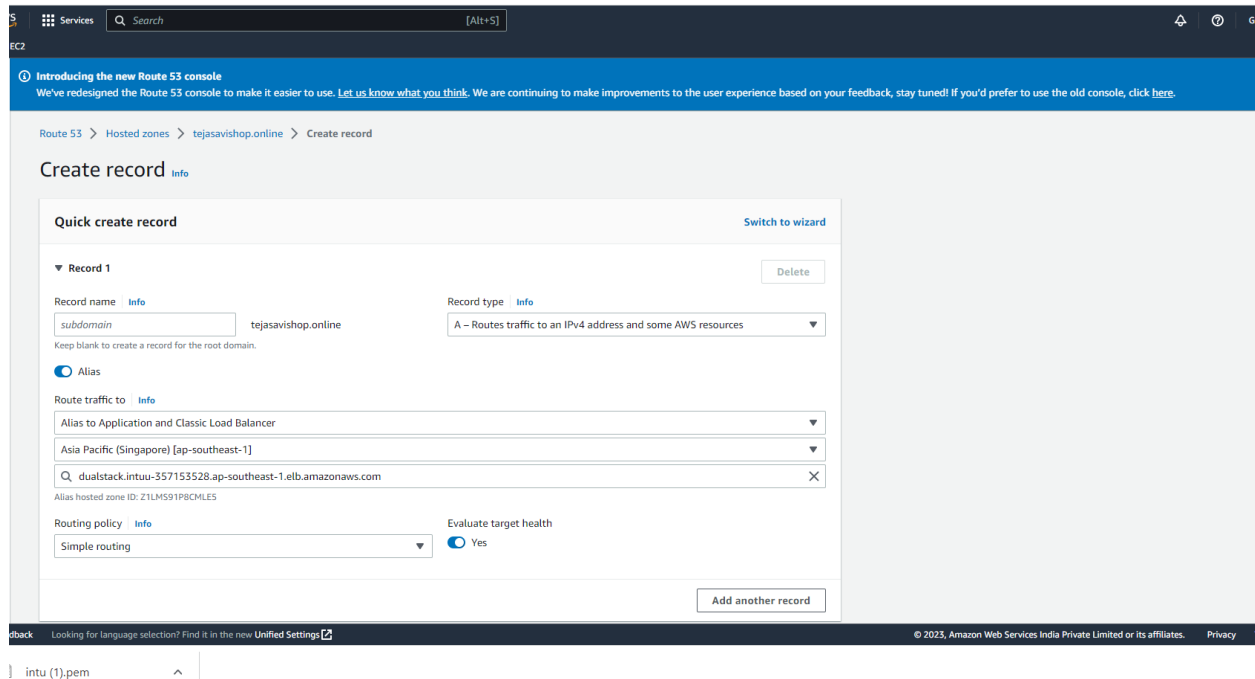 Services Search [Alt+S]
EC2
Introducing the new Route 53 console
We've redesigned the Route 53 console to make it easier to use. Let us know what you think. We are continuing to make improvements to the user experience based on your feedback, stay tuned! If you'd prefer to use the old console, click here.
Route 53 > Hosted zones > tejasavishop.online > Create record
Create record Info
Quick create record Switch to wizard
Record 1 Delete
Record name Info Record type Info
subdomain tejasavishop.online A – Routes traffic to an IPv4 address and some AWS resources
Keep blank to create a record for the root domain.
Alias
Route traffic to Info
Alias to Application and Classic Load Balancer
Asia Pacific (Singapore) [ap-southeast-1]
dualstack.intuu-357153528.ap-southeast-1.elb.amazonaws.com
Alias hosted zone ID: Z1LMS91P8CMLE5
Routing policy Info Evaluate target health
Simple routing Yes
Add another record
dback Looking for language selection? Find it in the new Unified Settings © 2023, Amazon Web Services India Private Limited or its affiliates. Privacy
intu (1).pem